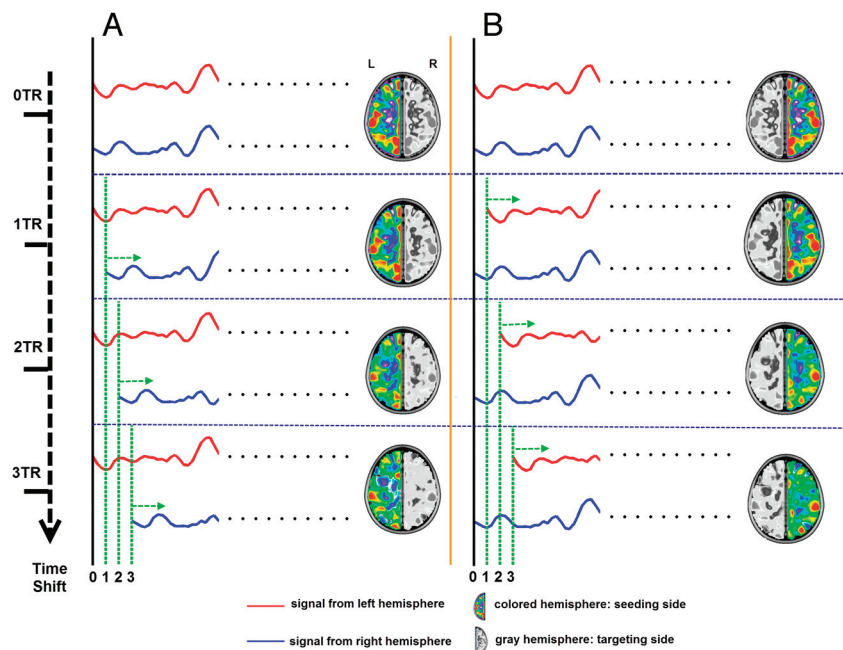 A
B
L
R
0TR
1TR
2TR
3TR
Time
Shift
0 1 2 3
0 1 2 3
signal from left hemisphere
colored hemisphere: seeding side
signal from right hemisphere
gray hemisphere: targeting side